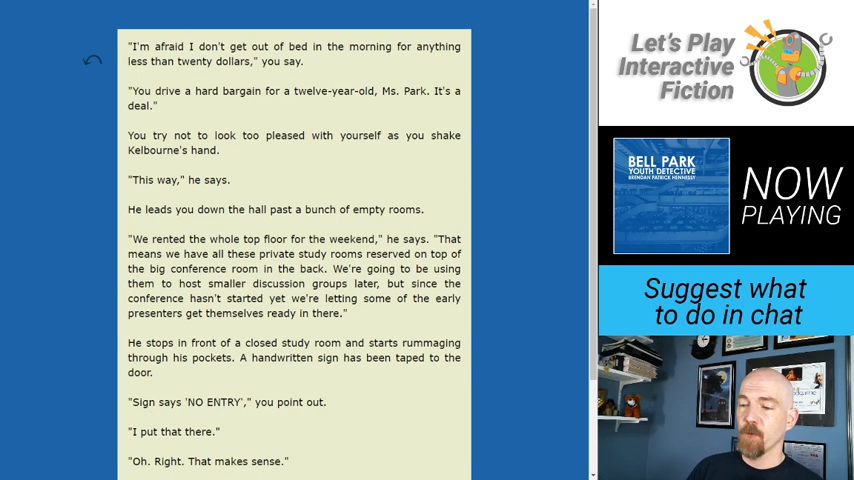 "I'm afraid I don't get out of bed in the morning for anything
less than twenty dollars," you say.
"You drive a hard bargain for a twelve-year-old, Ms. Park. It's a
deal."
You try not to look too pleased with yourself as you shake
Kelbourne's hand.
"This way," he says.
He leads you down the hall past a bunch of empty rooms.
"We rented the whole top floor for the weekend," he says. "That
means we have all these private study rooms reserved on top of
the big conference room in the back. We're going to be using
them to host smaller discussion groups later, but since the
conference hasn't started yet we're letting some of the early
presenters get themselves ready in there."
He stops in front of a closed study room and starts rummaging
through his pockets. A handwritten sign has been taped to the
door.
"Sign says 'NO ENTRY'," you point out.
"I put that there."
"Oh. Right. That makes sense."
Let's Play
Interactive
Fiction
BELL PARK
YOUTH DETECTIVE
BRENDAN PATRICK HENNESSY
NOW
PLAYING
Suggest what
to do in chat